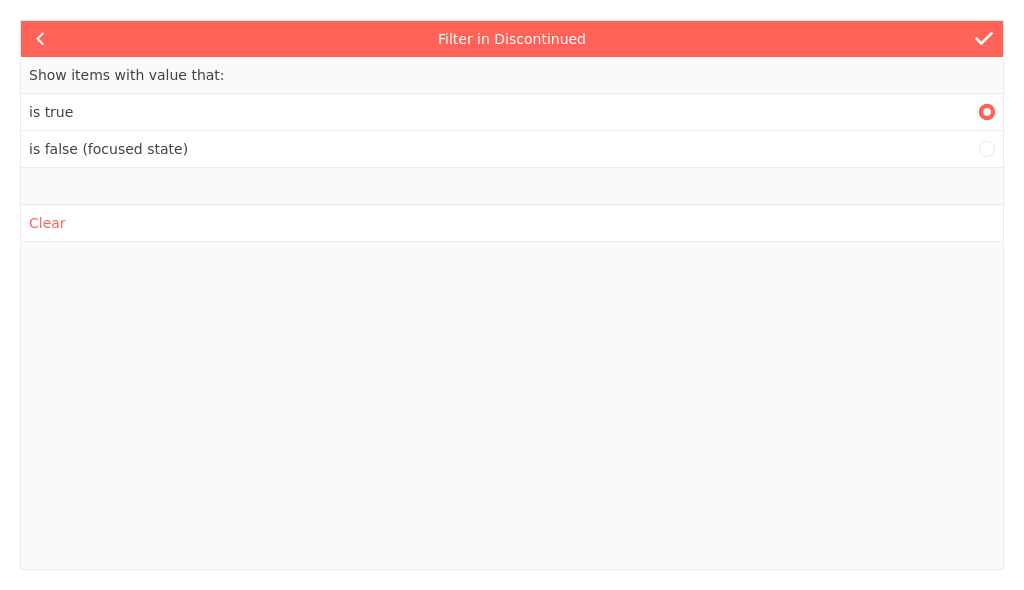 Filter in Discontinued
Show items with value that:
is true
is false (focused state)
Clear